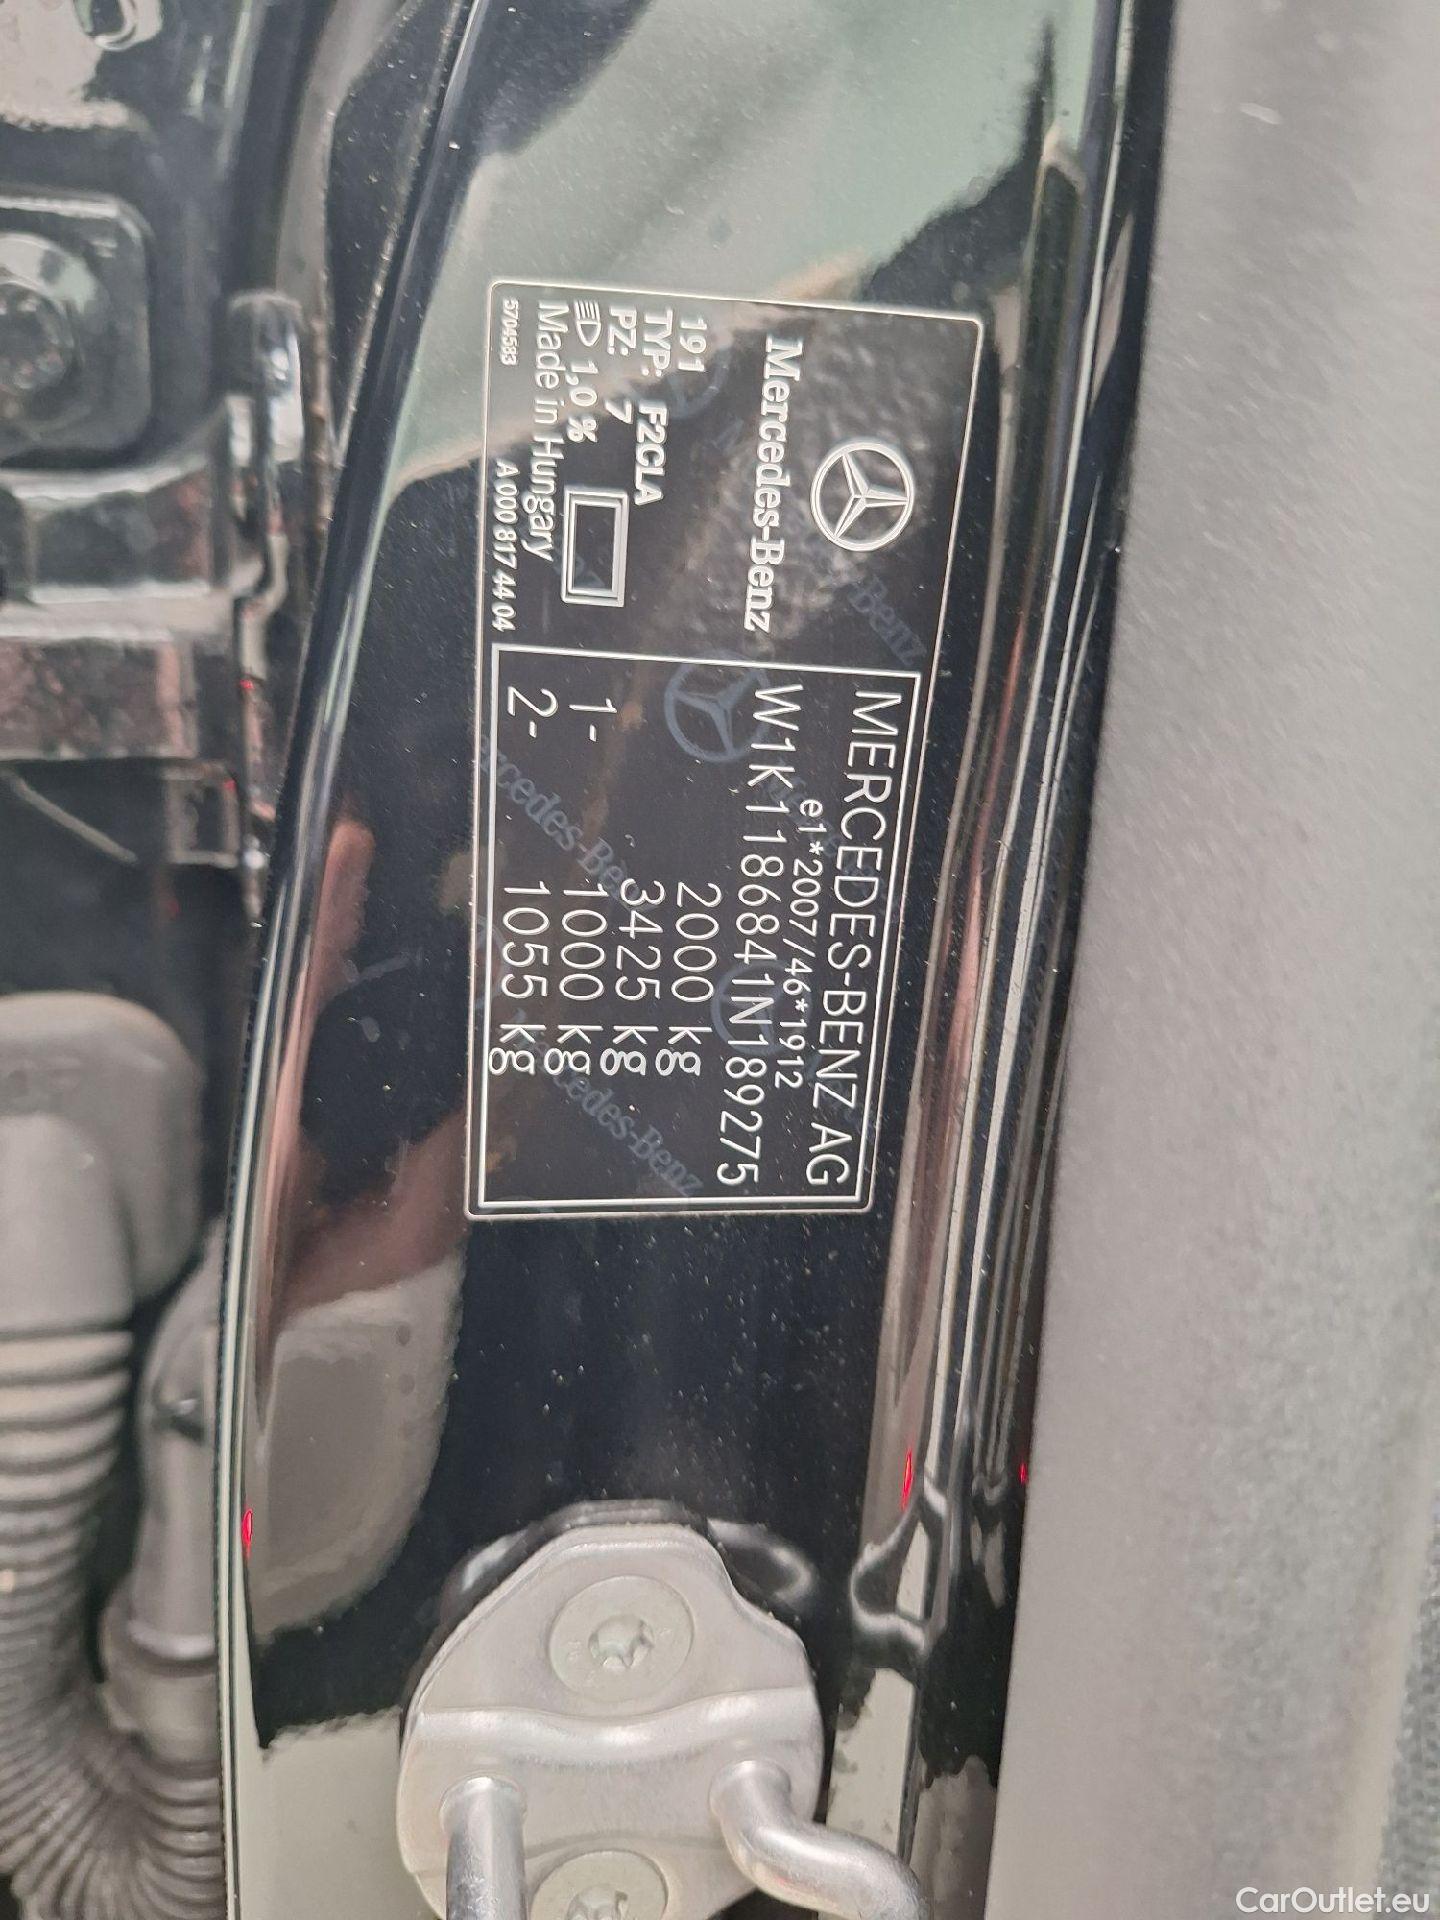 Mercedes-Benz
191
TYP: F2CLA
PZ: 7
1,0 %
Made in Hungary
5704583 A 000 817 44 04
MERCEDES-BENZ AG
e1*2007/46*1912
W1K1186841N189275
2000 kg
3425 kg
1- 1000 kg
2- 1055 kg
CarOutlet.eu